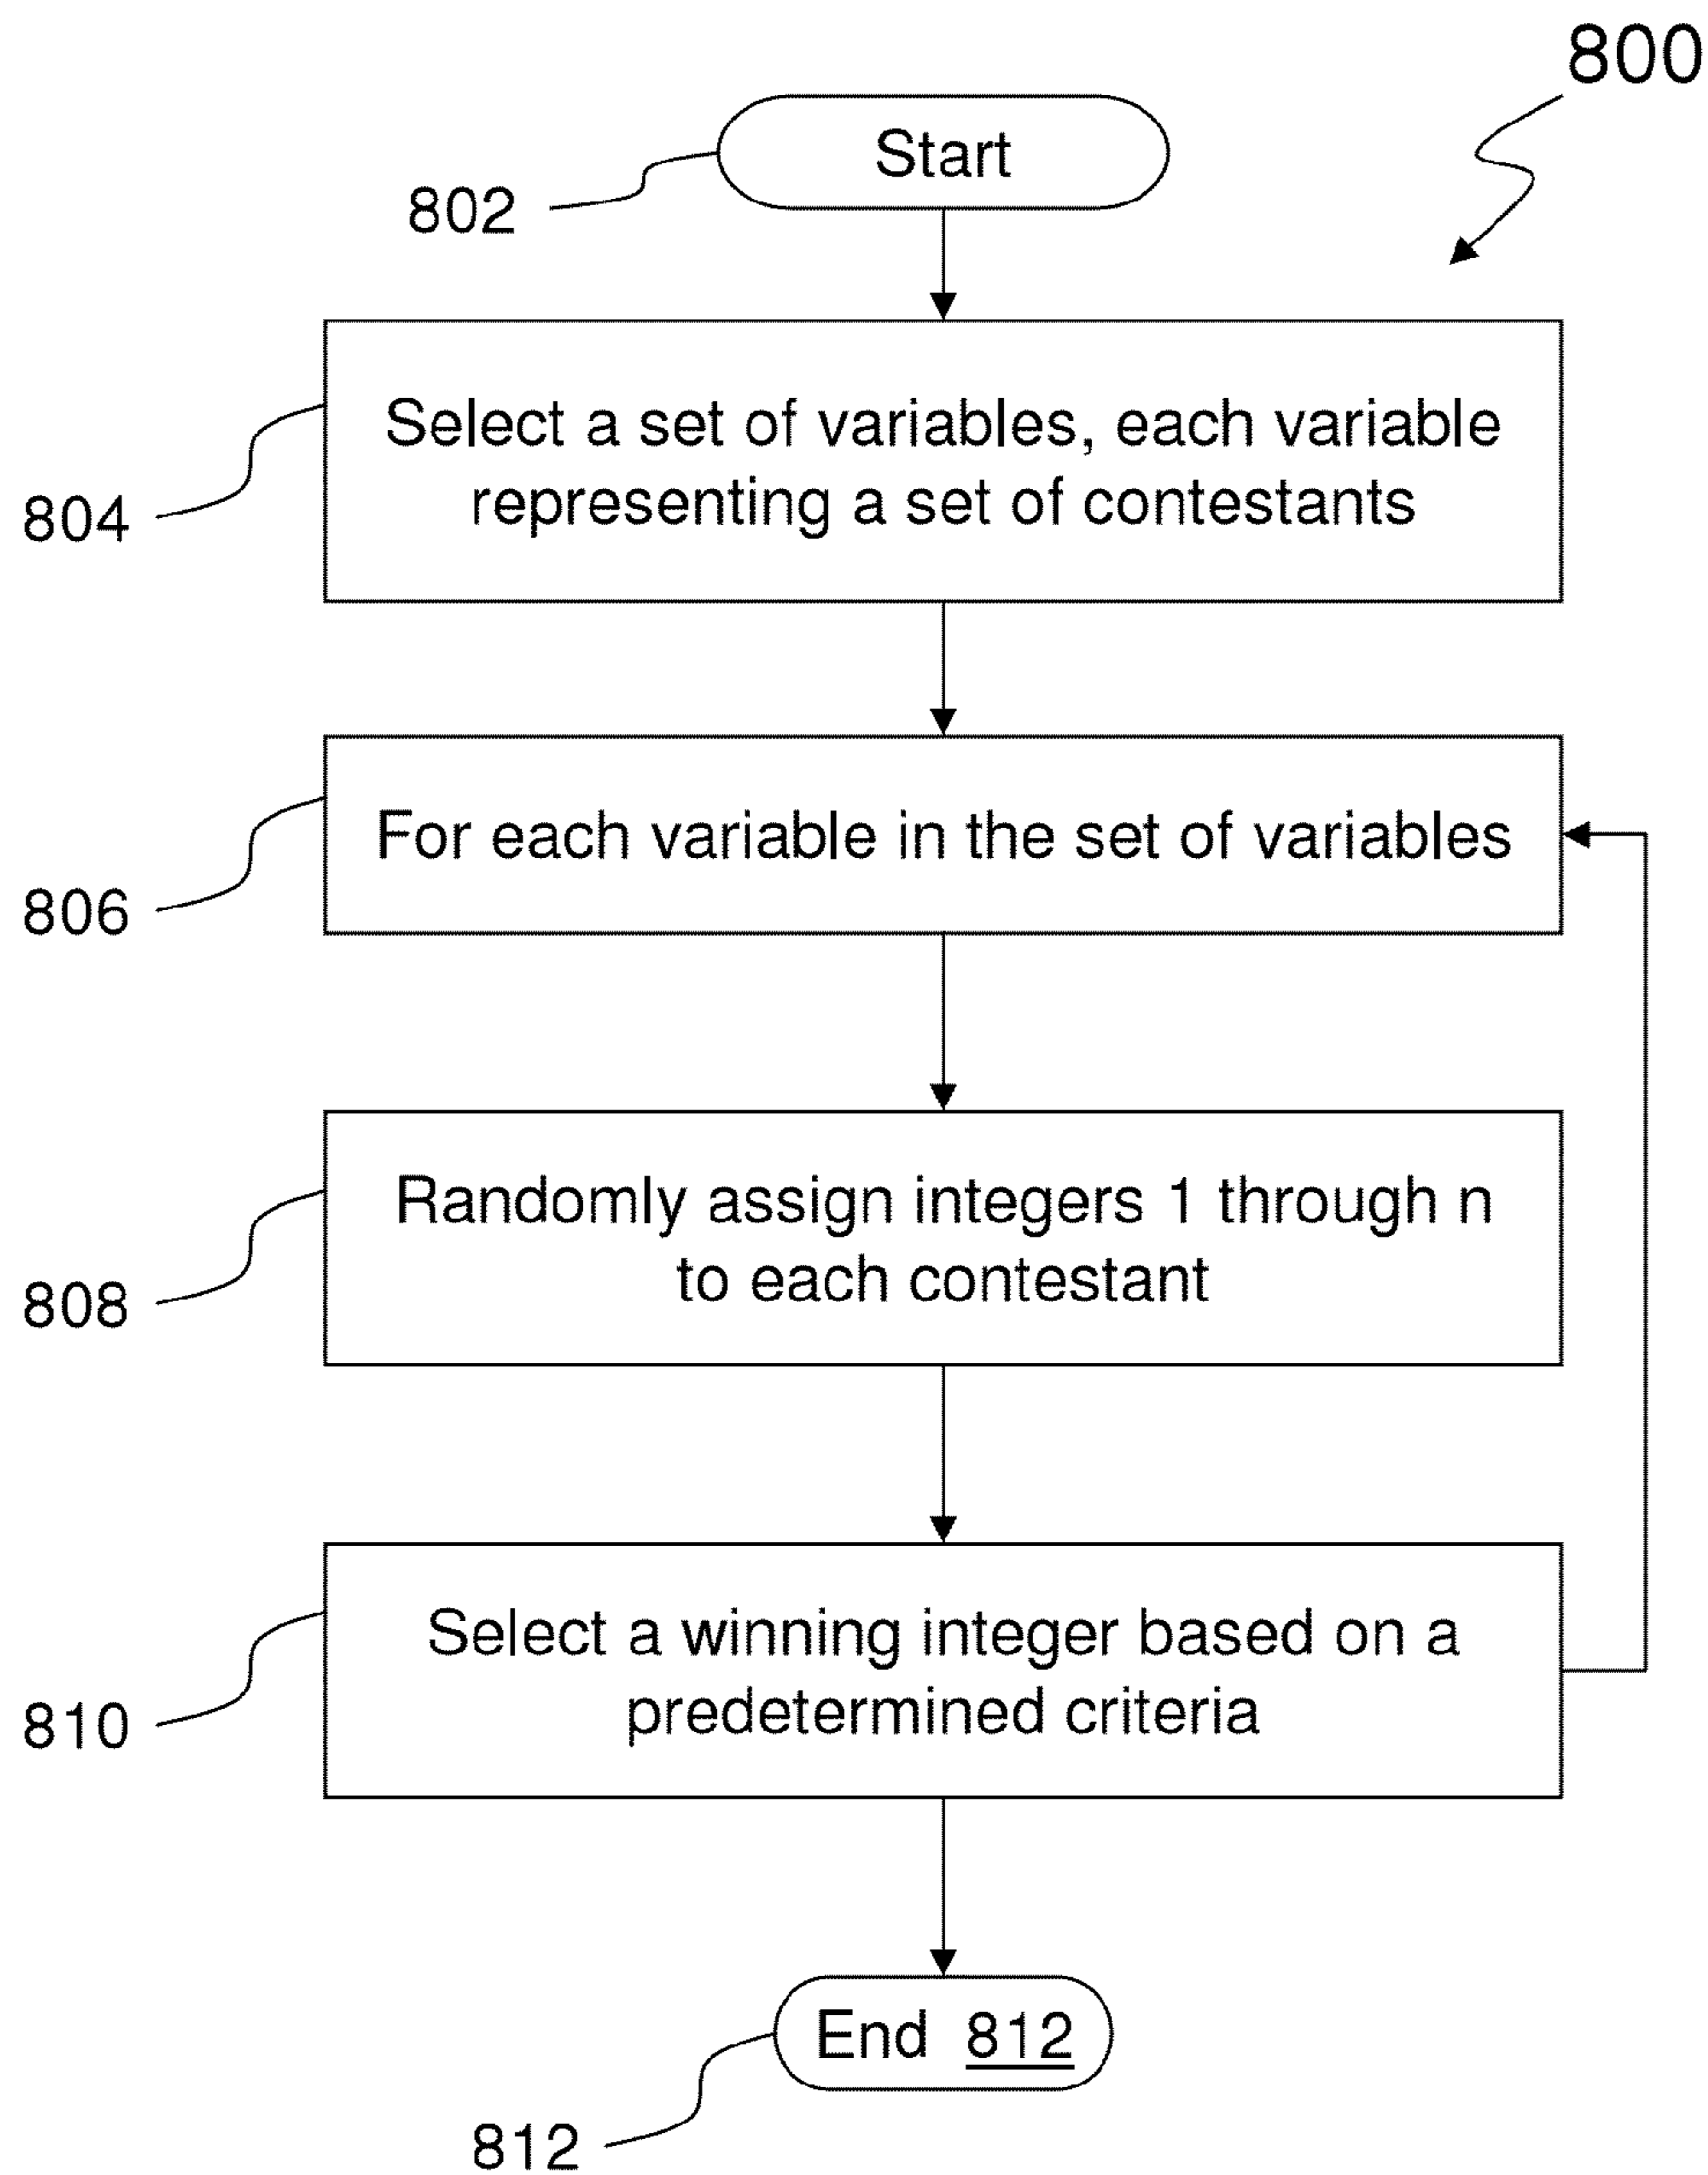 800
Start
802
Select a set of variables, each variable
representing a set of contestants
804
For each variable in the set of variables
806
Randomly assign integers 1 through n
to each contestant
808
Select a winning integer based on a
predetermined criteria
810
End 812
812